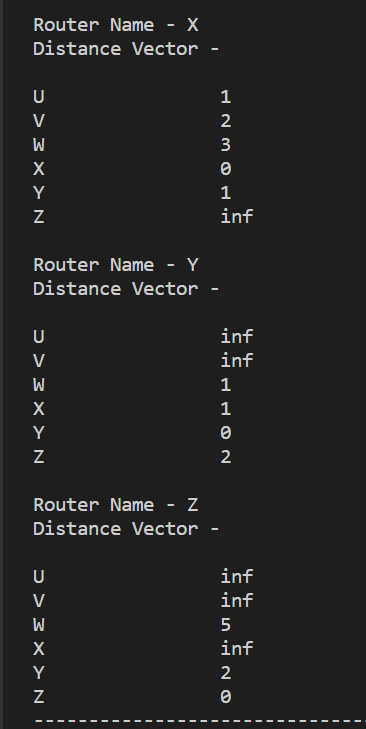 Router Name - X
Distance Vector -
U 1
V 2
W 3
X 0
Y 1
Z inf
Router Name - Y
Distance Vector -
U inf
V inf
W 1
X 1
Y 0
Z 2
Router Name - Z
Distance Vector -
U inf
V inf
W 5
X inf
Y 2
Z 0
-------------------------------